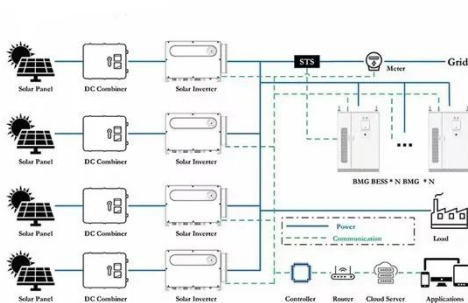 STS
Meter
Grid
Solar Panel DC Combiner Solar Inverter
Solar Panel DC Combiner Solar Inverter
BMG BESS * N BMG * N
Solar Panel DC Combiner Solar Inverter
Power
Communication
Load
Solar Panel DC Combiner Solar Inverter
Controller Router Cloud Server Applications